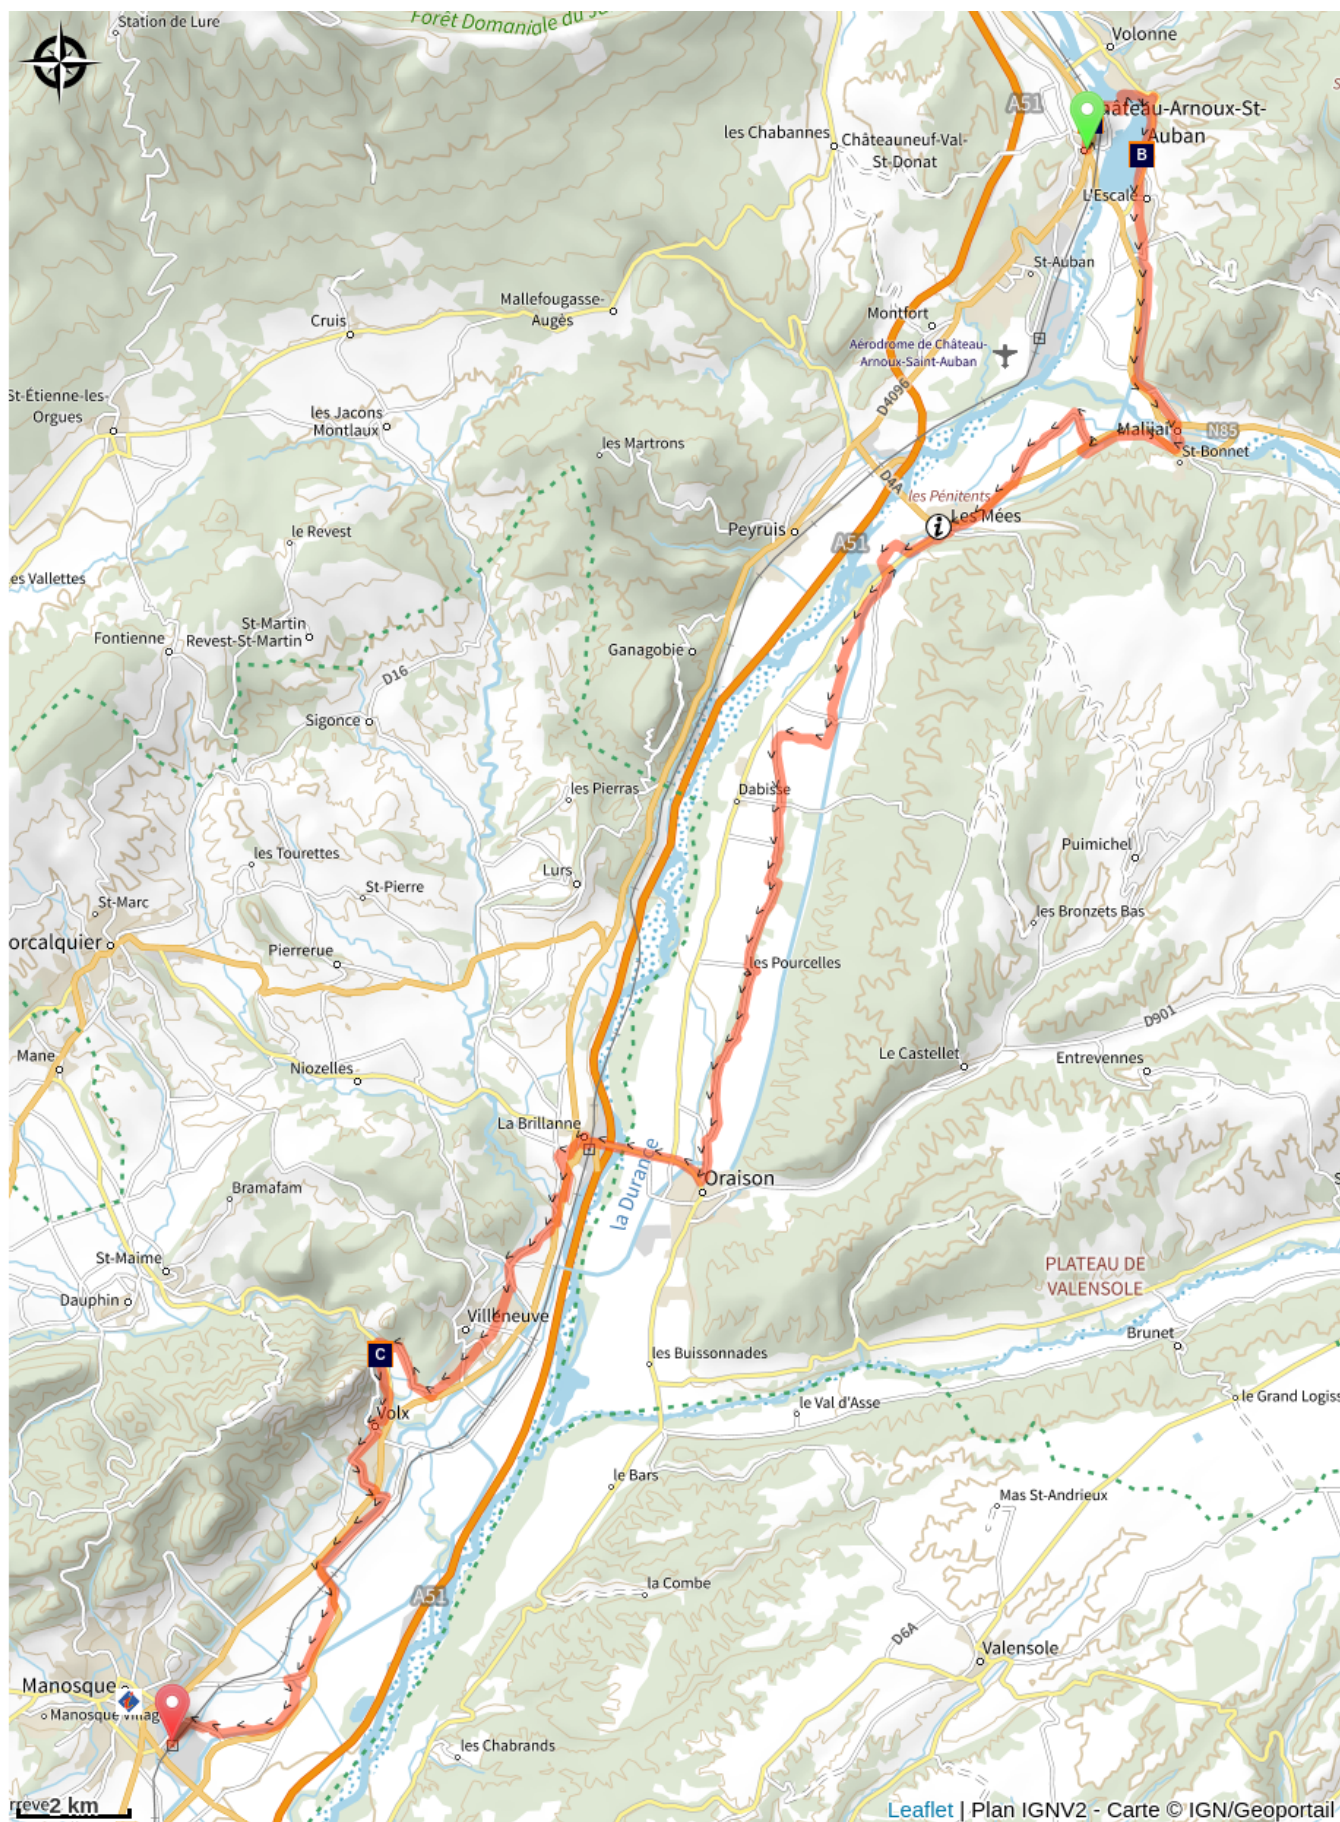 Forêt Domaniale du
Station de Lure
Volonne
A51
áteau-Arnoux-St-
Auban
les Chabannes
Châteauneuf-Val-
St-Donat
B
L'Escale
St-Auban
Mallefougasse-
Augès
Cruis
Montfort
Aérodrome de Château-
Arnoux-Saint-Auban
D4096
St-Étienne-les-
Orgues
les Jacons
Montlaux
les Martrons
Malijai
N85
St-Bonnet
D4A
les Pénitents
Les Mées
le Revest
Peyruis
A51
es Vallettes
St-Martin
Revest-St-Martin
Fontienne
Ganagobie
D16
Sigonce
les Pierras
Dabisse
Puimichel
les Tourettes
Lurs
St-Pierre
St-Marc
les Bronzets Bas
orcalquier
Pierrerue
les Pourcelles
D901
Mane
Niozelles
Le Castellet
Entrevennes
La Brillanne
la Durance
Oraison
Bramafam
St-Maime
PLATEAU DE
VALENSOLE
Dauphin
Villeneuve
Brunet
C
les Buissonnades
le Grand Logiss
le Val d'Asse
Volx
le Bars
Mas St-Andrieux
la Combe
A51
D6A
Valensole
Manosque
Manosque Villag
les Chabrands
rreve
2 km
Leaflet | Plan IGNV2 - Carte © IGN/Geoportail